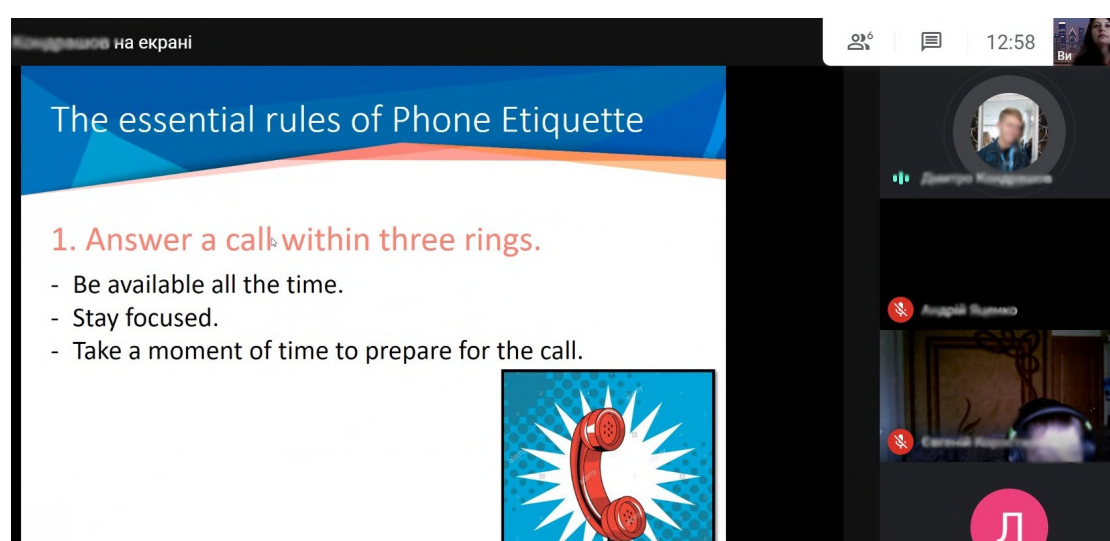 на екрані
6
12:58
Ви
The essential rules of Phone Etiquette
1. Answer a call within three rings.
- Be available all the time.
- Stay focused.
- Take a moment of time to prepare for the call.
Л